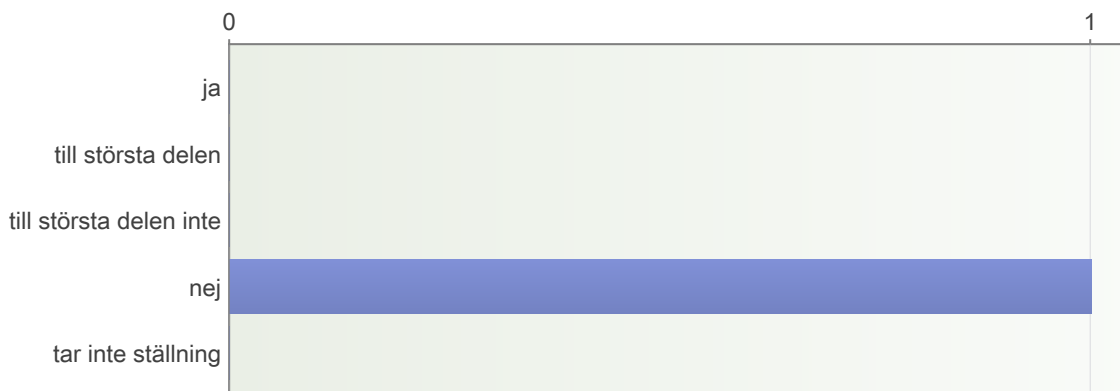 0 1
ja
till största delen
till största delen inte
nej
tar inte ställning